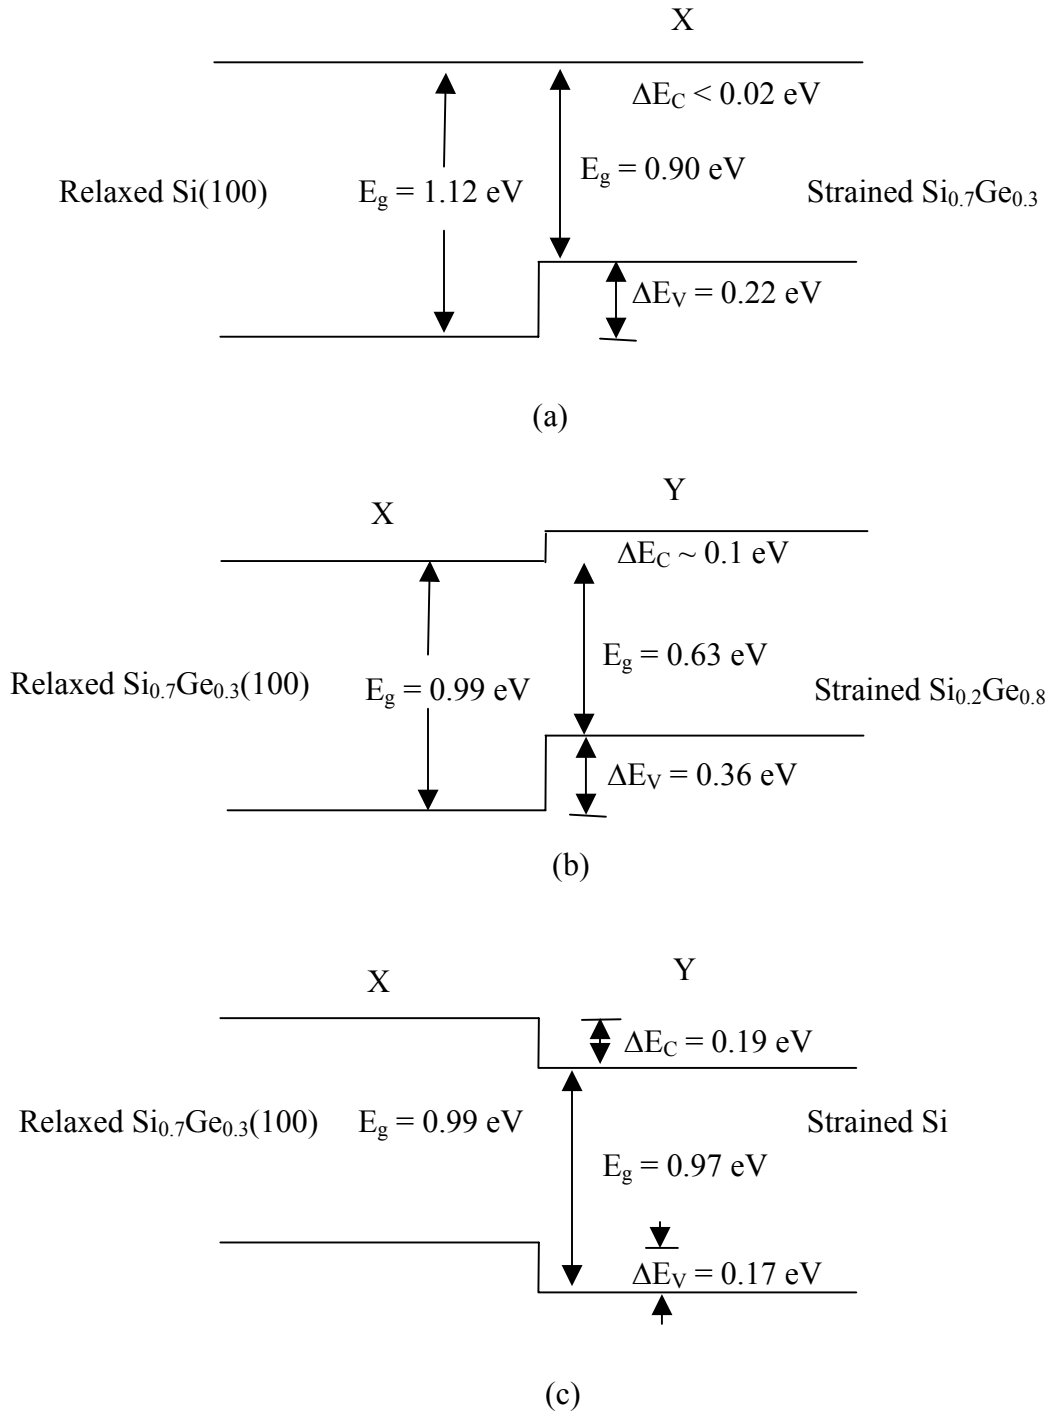 X
ΔE_C < 0.02 eV
Relaxed Si(100) E_g = 1.12 eV E_g = 0.90 eV Strained Si_0.7Ge_0.3
ΔE_V = 0.22 eV
(a)
X Y
ΔE_C ~ 0.1 eV
Relaxed Si_0.7Ge_0.3(100) E_g = 0.99 eV E_g = 0.63 eV Strained Si_0.2Ge_0.8
ΔE_V = 0.36 eV
(b)
X Y
ΔE_C = 0.19 eV
Relaxed Si_0.7Ge_0.3(100) E_g = 0.99 eV Strained Si
E_g = 0.97 eV
ΔE_V = 0.17 eV
(c)